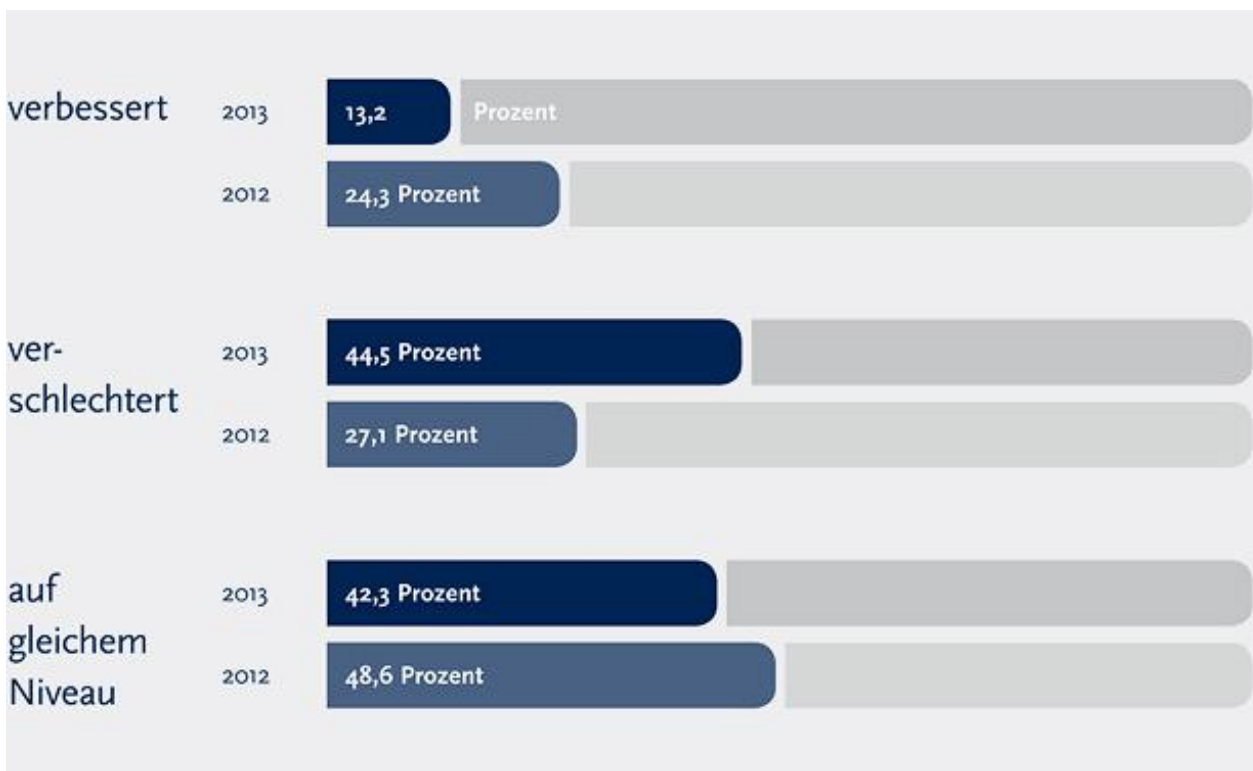 verbessert 2013 13,2 Prozent
2012 24,3 Prozent
ver-
schlechtert
2013 44,5 Prozent
2012 27,1 Prozent
auf
gleichem
Niveau
2013 42,3 Prozent
2012 48,6 Prozent